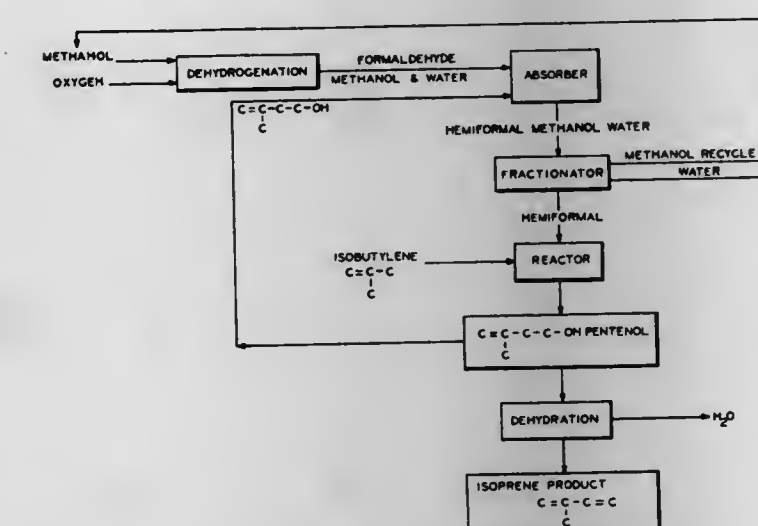 METHANOL
OXYGEN
DEHYDROGENATION
FORMALDEHYDE
METHANOL & WATER
ABSORBER
C=C-C-C-OH
C
HEMIFORMAL METHANOL WATER
FRACTIONATOR
METHANOL RECYCLE
WATER
HEMIFORMAL
ISOBUTYLENE
C=C-C
C
REACTOR
C=C-C-C-OH PENTENOL
C
DEHYDRATION
H2O
ISOPRENE PRODUCT
C=C-C=C
C